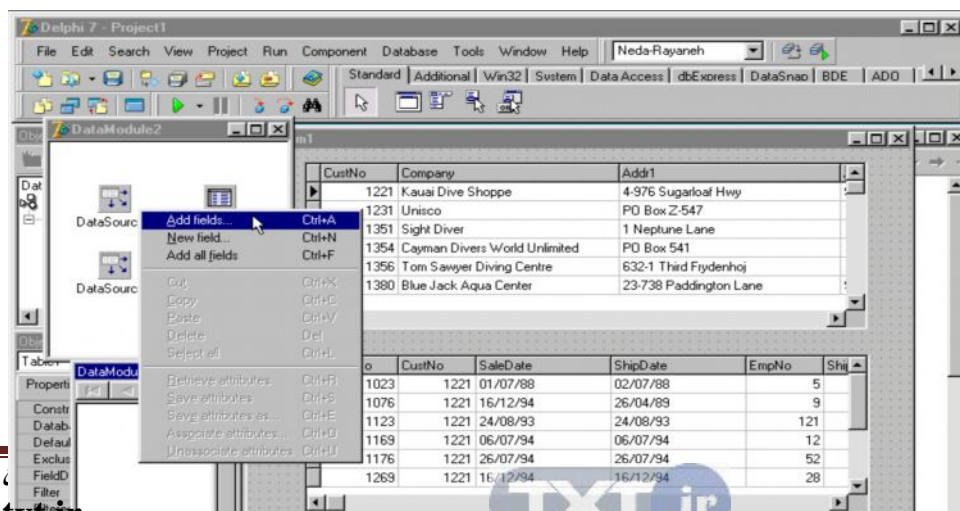 Delphi 7 - Project1
File Edit Search View Project Run Component Database Tools Window Help Neda-Rayaneh
Standard Additional Win32 System Data Access dbExpress DataSnap BDE ADO
DataModule2
DataSourc
DataSourc
Add fields... Ctrl+A
New field... Ctrl+N
Add all fields Ctrl+F
Cut Ctrl+X
Copy Ctrl+C
Paste Ctrl+V
Delete Del
Select all Ctrl+L
Retrieve attributes Ctrl+R
Save attributes Ctrl+S
Save attributes as... Ctrl+E
Associate attributes... Ctrl+O
Unassociate attributes Ctrl+U
CustNo Company Addr1
1221 Kauai Dive Shoppe 4-976 Sugarloaf Hwy
1231 Unisco PO Box Z-547
1351 Sight Diver 1 Neptune Lane
1354 Cayman Divers World Unlimited PO Box 541
1356 Tom Sawyer Diving Centre 632-1 Third Frydenhoj
1380 Blue Jack Aqua Center 23-738 Paddington Lane
CustNo SaleDate ShipDate EmpNo Ship
1023 1221 01/07/88 02/07/88 5
1076 1221 16/12/94 26/04/89 9
1123 1221 24/08/93 24/08/93 121
1169 1221 06/07/94 06/07/94 12
1176 1221 26/07/94 26/07/94 52
1269 1221 16/12/94 16/12/94 28
Table1
Properti
Constr
Datab
Defaul
Exclus
FieldD
Filter
DataModu
TXT ir